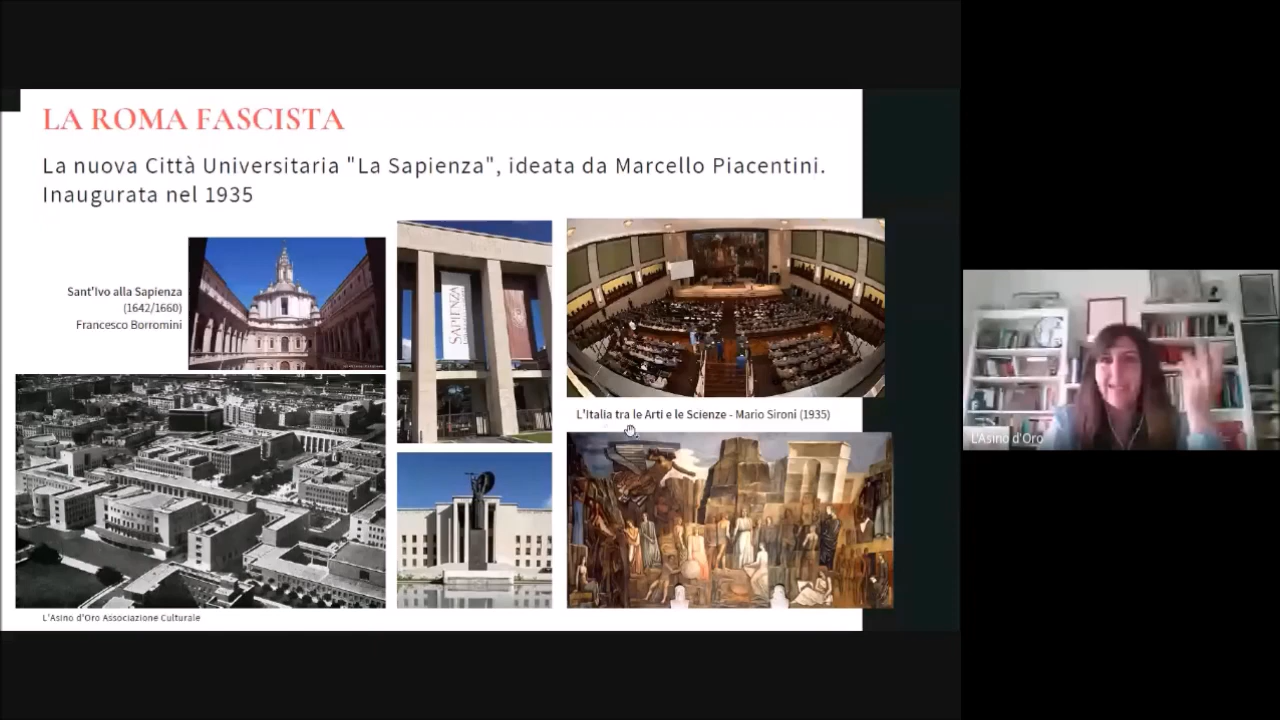 LA ROMA FASCISTA
La nuova Città Universitaria "La Sapienza", ideata da Marcello Piacentini.
Inaugurata nel 1935
Sant'Ivo alla Sapienza
(1642/1660)
Francesco Borromini
SAPIENZA
L'Italia tra le Arti e le Scienze - Mario Sironi (1935)
L'Asino d'Oro Associazione Culturale
L'Asino d'Oro